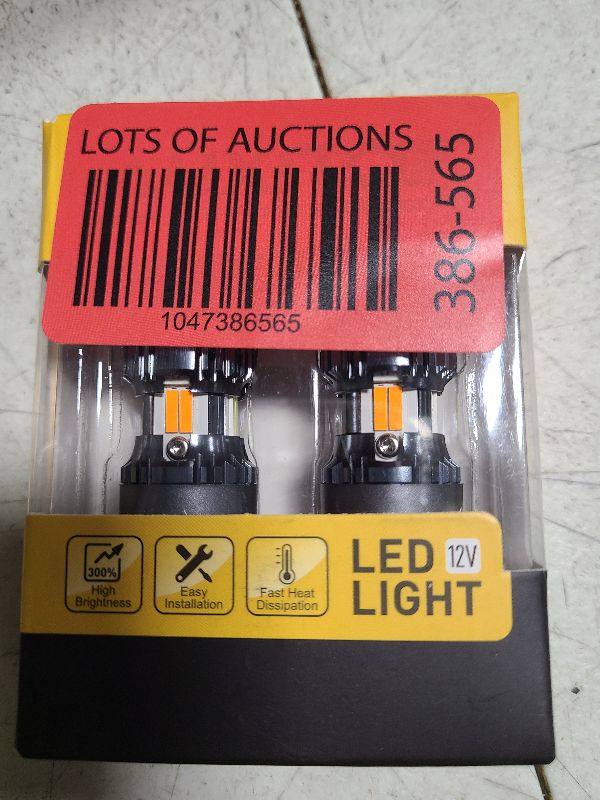 LOTS OF AUCTIONS
386-565
1047386565
300%
High
Brightness
Easy
Installation
Fast Heat
Dissipation
LED 12V
LIGHT